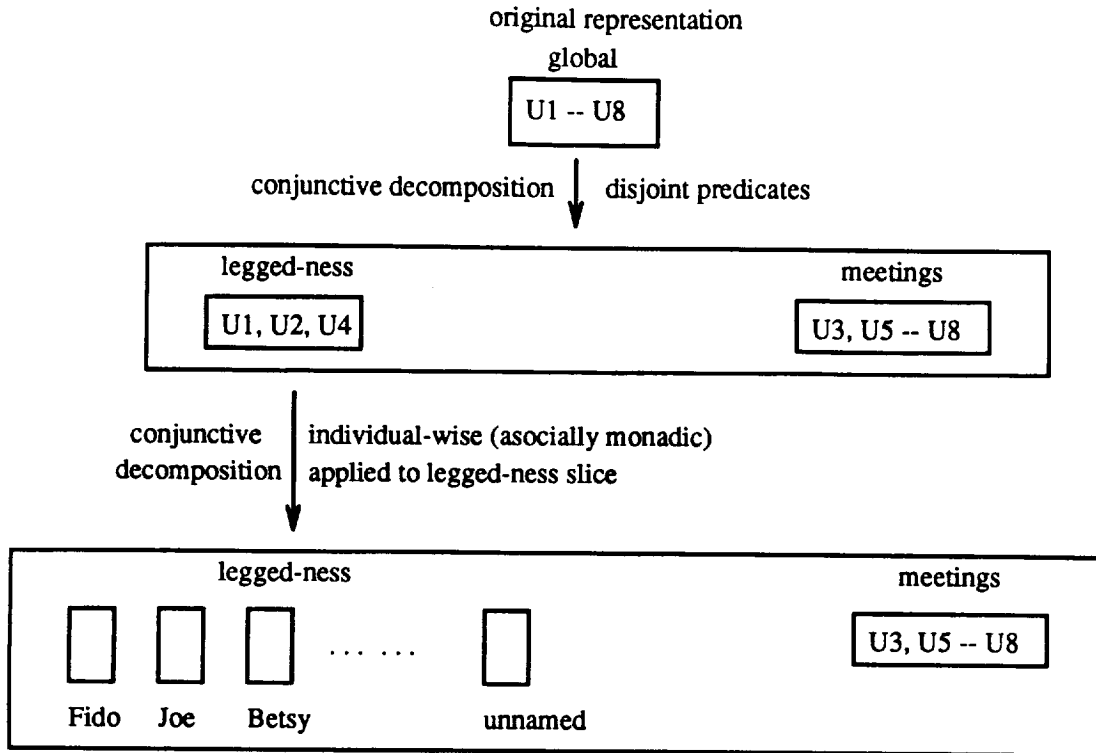 original representation
global
U1 -- U8
conjunctive decomposition disjoint predicates
legged-ness meetings
U1, U2, U4 U3, U5 -- U8
conjunctive individual-wise (asocially monadic)
decomposition applied to legged-ness slice
legged-ness meetings
... ... U3, U5 -- U8
Fido Joe Betsy unnamed